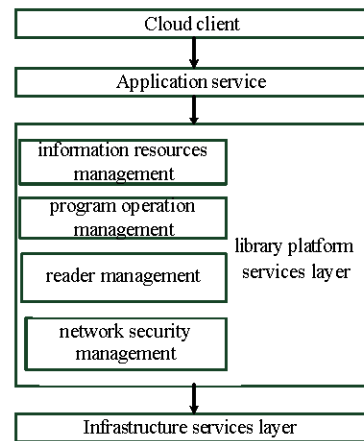 Cloud client
Application service
information resources
management
program operation
management
library platform
services layer
reader management
network security
management
Infrastructure services layer